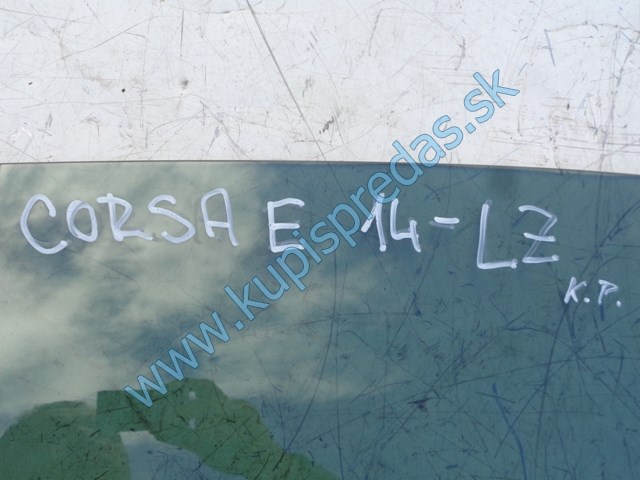 CORSA E 14-LZ
K.P.
www.kupispredas.sk